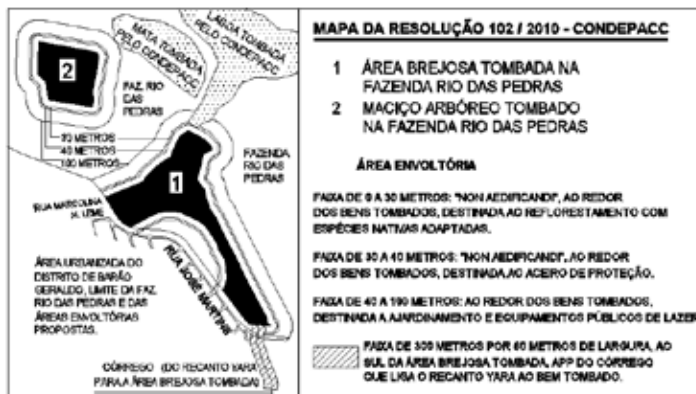 MATA TOMBADA
PELO CONDEPACC
LAGOA TOMBADA
PELO CONDEPACC
2
FAZ. RIO
DAS
PEDRAS
30 METROS
40 METROS
100 METROS
FAZENDA
RIO DAS
PEDRAS
1
RUA MARCOLINA
LEME
RUA JOSÉ MARTINS
ÁREA URBANIZADA DO
DISTRITO DE BARÃO
GERALDO, LIMITE DA FAZ.
RIO DAS PEDRAS E DAS
ÁREAS ENVOLTÓRIAS
PROPOSTAS.
CÓRREGO (DO RECANTO YARA
PARA A ÁREA BREJOSA TOMBADA)
MAPA DA RESOLUÇÃO 102 / 2010 - CONDEPACC
1 ÁREA BREJOSA TOMBADA NA
FAZENDA RIO DAS PEDRAS
2 MACIÇO ARBÓREO TOMBADO
NA FAZENDA RIO DAS PEDRAS
ÁREA ENVOLTÓRIA
FAIXA DE 0 A 30 METROS: "NON AEDIFICANDI", AO REDOR
DOS BENS TOMBADOS, DESTINADA AO REFLORESTAMENTO COM
ESPÉCIES NATIVAS ADAPTADAS.
FAIXA DE 30 A 40 METROS: "NON AEDIFICANDI", AO REDOR
DOS BENS TOMBADOS, DESTINADA AO ACEIRO DE PROTEÇÃO.
FAIXA DE 40 A 100 METROS: AO REDOR DOS BENS TOMBADOS,
DESTINADA A AJARDINAMENTO E EQUIPAMENTOS PÚBLICOS DE LAZER
FAIXA DE 300 METROS POR 60 METROS DE LARGURA, AO
SUL DA ÁREA BREJOSA TOMBADA, APP DO CÓRREGO
QUE LIGA O RECANTO YARA AO BEM TOMBADO.